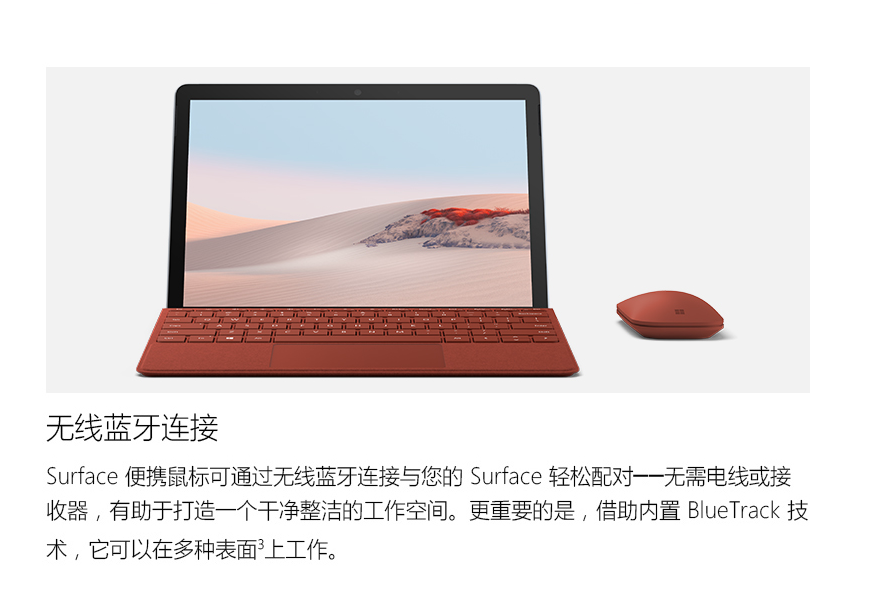 无线蓝牙连接
Surface 便携鼠标可通过无线蓝牙连接与您的 Surface 轻松配对——无需电线或接
收器，有助于打造一个干净整洁的工作空间。更重要的是，借助内置 BlueTrack 技
术，它可以在多种表面³上工作。